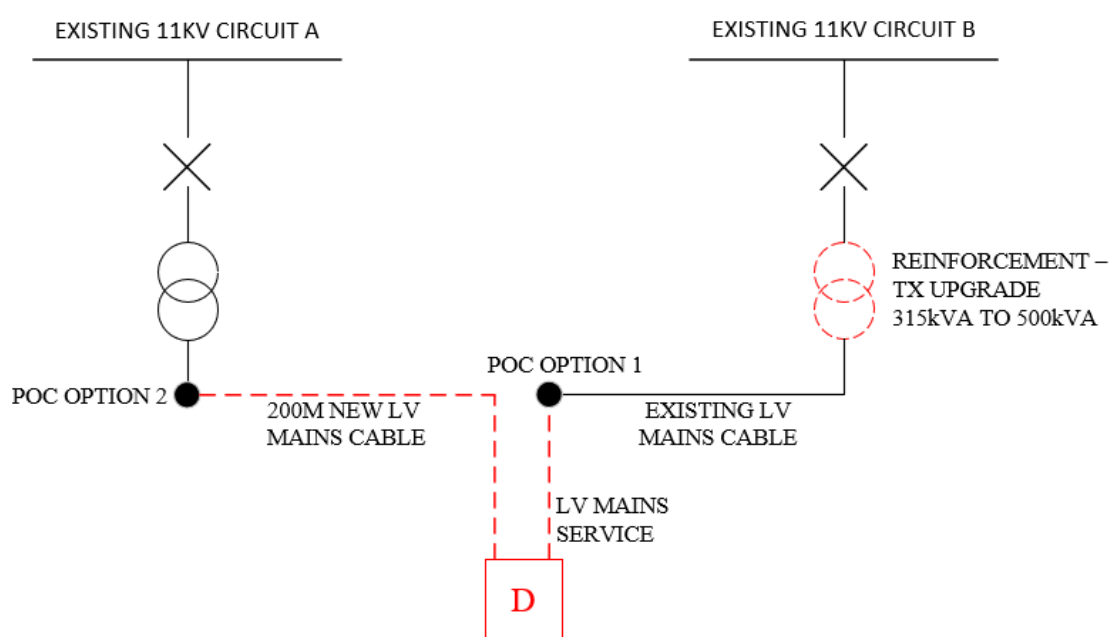 EXISTING 11KV CIRCUIT A
EXISTING 11KV CIRCUIT B
REINFORCEMENT –
TX UPGRADE
315kVA TO 500kVA
POC OPTION 1
POC OPTION 2
200M NEW LV
MAINS CABLE
EXISTING LV
MAINS CABLE
LV MAINS
SERVICE
D